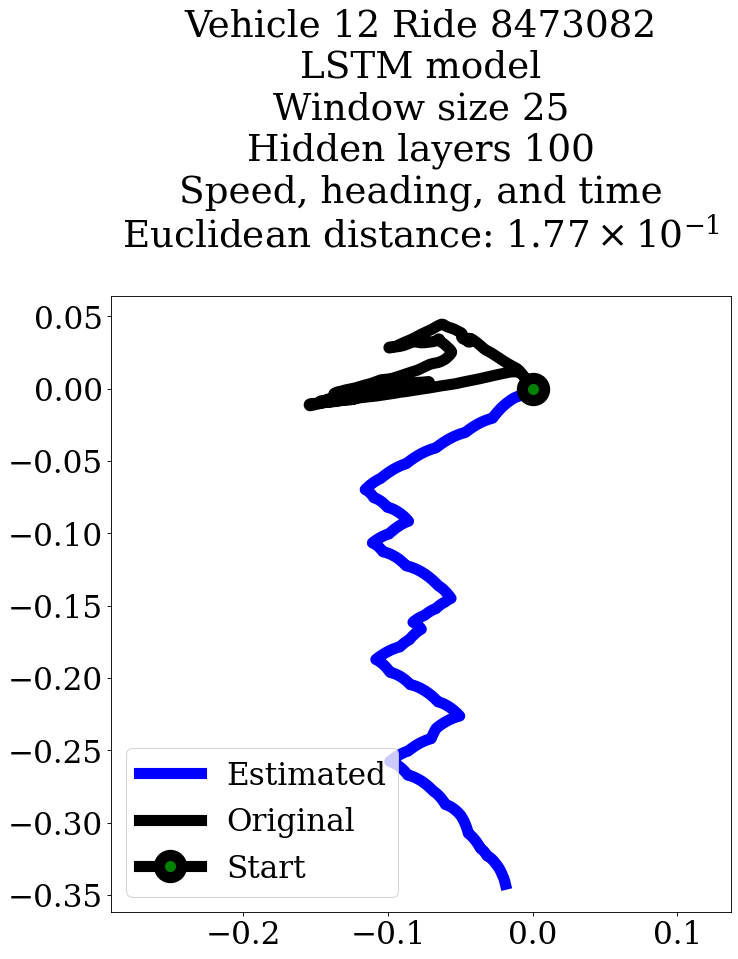 Vehicle 12 Ride 8473082
LSTM model
Window size 25
Hidden layers 100
Speed, heading, and time
Euclidean distance: 1.77 × 10⁻¹
0.05
0.00
−0.05
−0.10
−0.15
−0.20
−0.25
−0.30
−0.35
Estimated
Original
Start
−0.2
−0.1
0.0
0.1